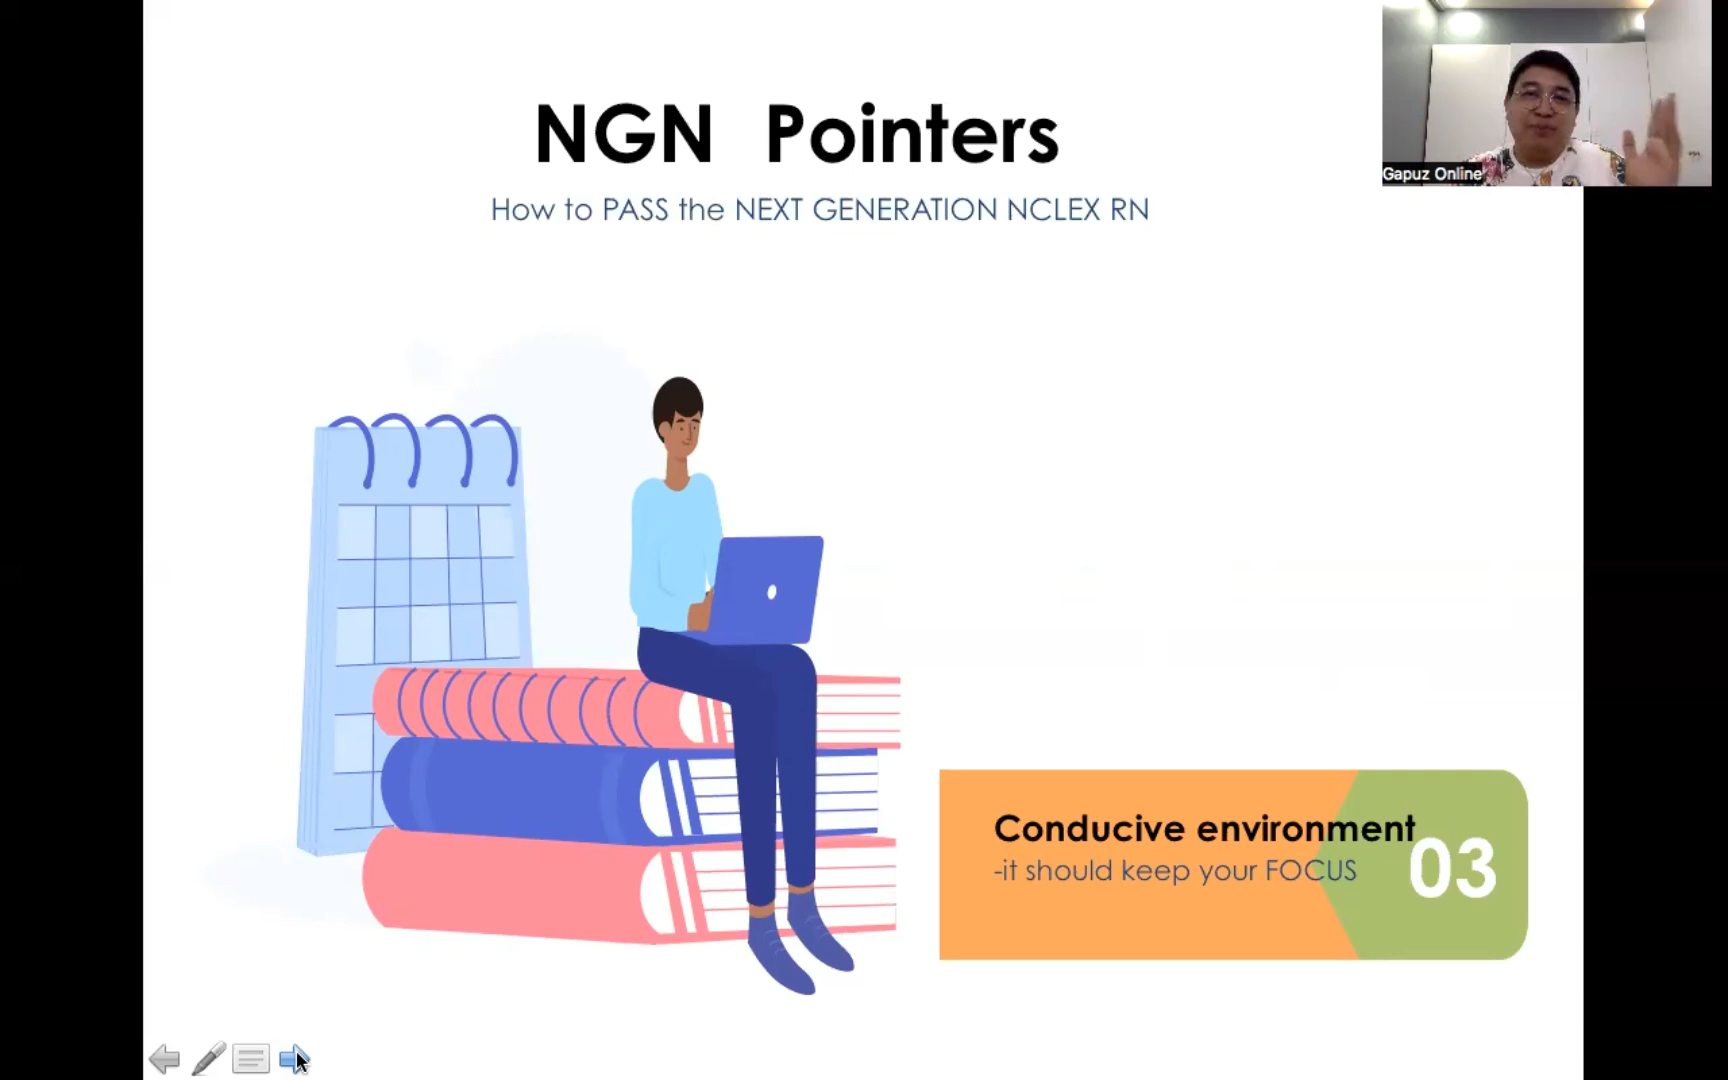 NGN Pointers
How to PASS the NEXT GENERATION NCLEX RN
Gapuz Online
Conducive environment
-it should keep your FOCUS
03